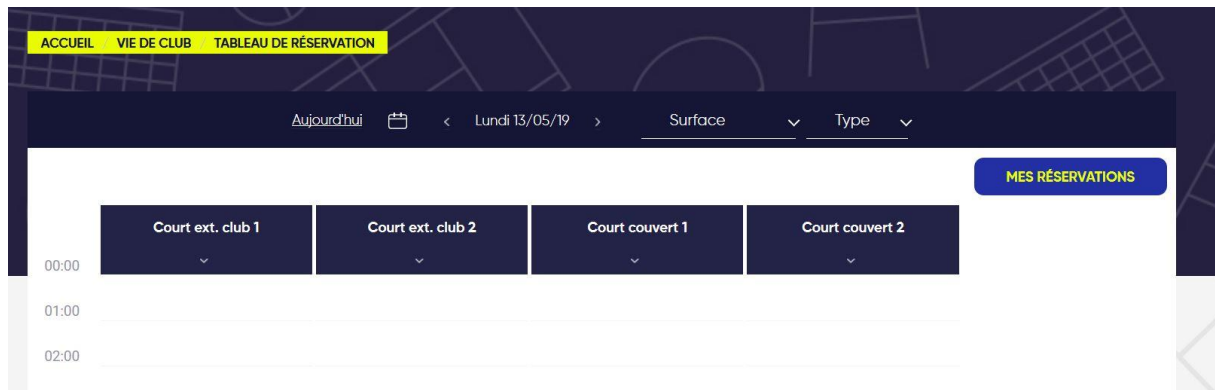 ACCUEIL / VIE DE CLUB / TABLEAU DE RÉSERVATION
Aujourd'hui < Lundi 13/05/19 > Surface Type
MES RÉSERVATIONS
Court ext. club 1 Court ext. club 2 Court couvert 1 Court couvert 2
00:00
01:00
02:00